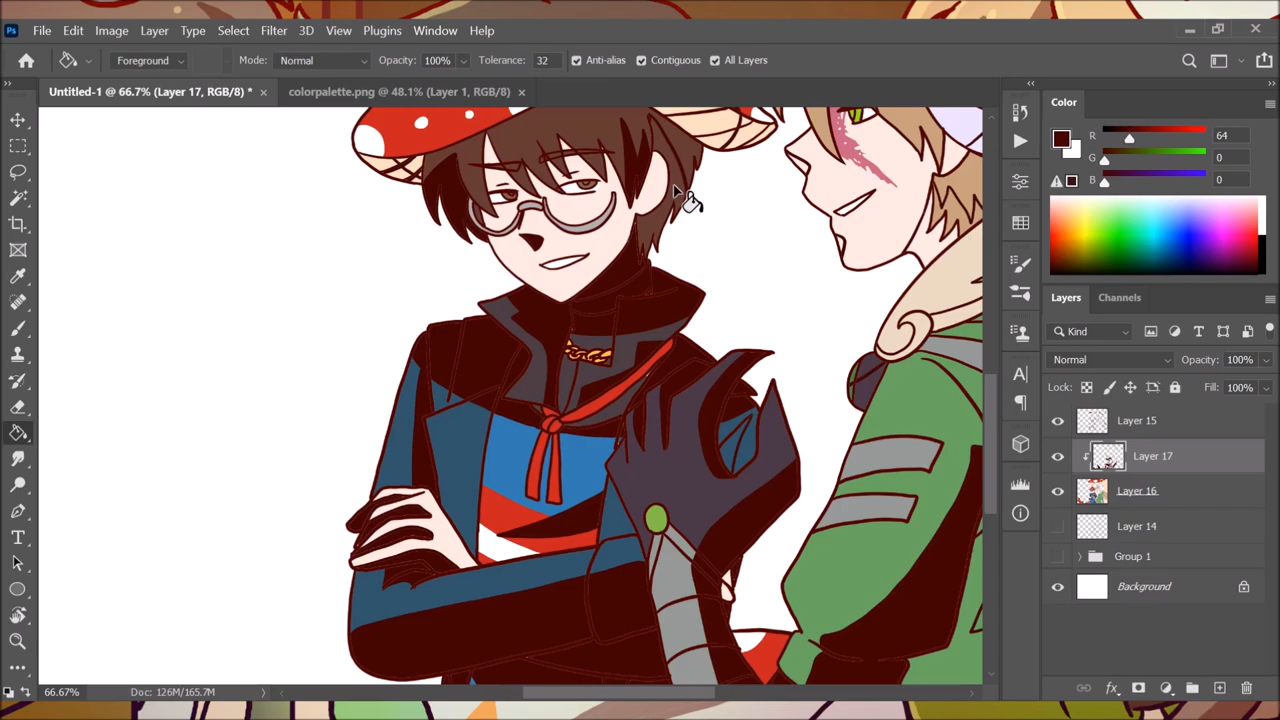 Ps File Edit Image Layer Type Select Filter 3D View Plugins Window Help
Foreground Mode: Normal Opacity: 100% Tolerance: 32 Anti-alias Contiguous All Layers
Untitled-1 @ 66.7% (Layer 17, RGB/8) * colorpalette.png @ 48.1% (Layer 1, RGB/8)
Color
R 64
G 0
B 0
Layers Channels
Kind
Normal Opacity: 100%
Lock: Fill: 100%
Layer 15
Layer 17
Layer 16
Layer 14
Group 1
Background
66.67% Doc: 126M/165.7M